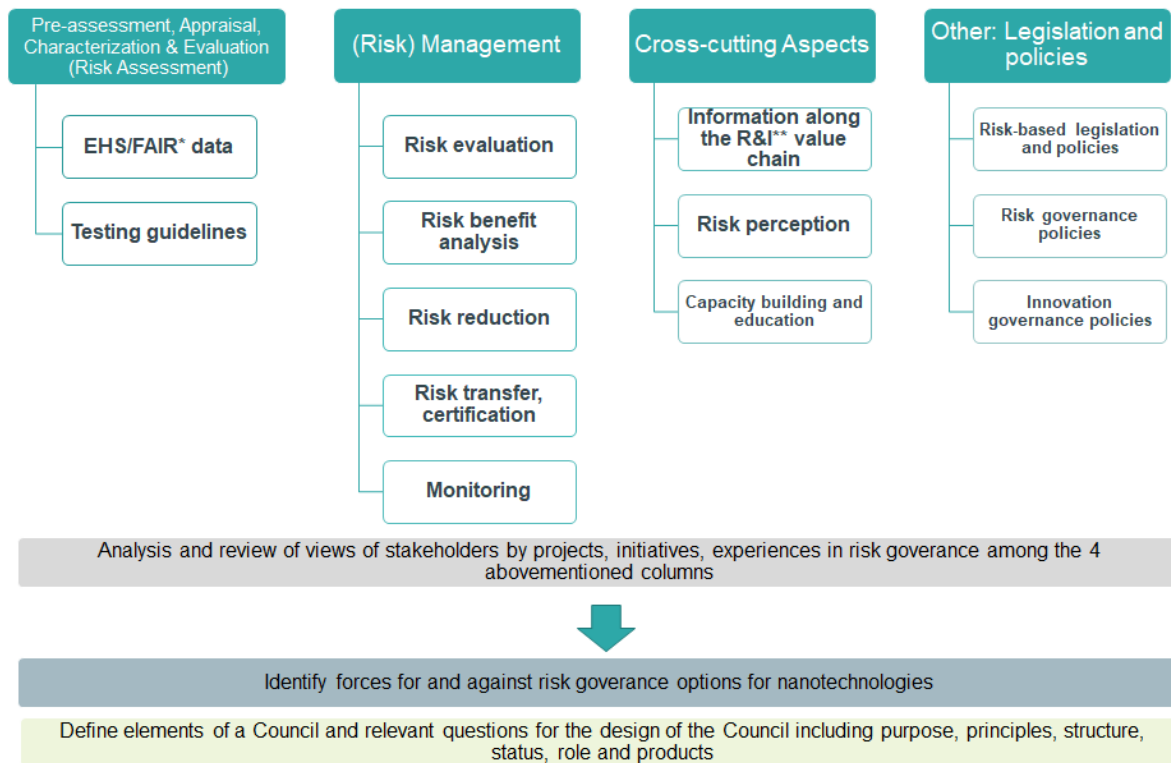 Pre-assessment, Appraisal,
Characterization & Evaluation
(Risk Assessment)
EHS/FAIR* data
Testing guidelines
(Risk) Management
Risk evaluation
Risk benefit
analysis
Risk reduction
Risk transfer,
certification
Monitoring
Cross-cutting Aspects
Information along
the R&I** value
chain
Risk perception
Capacity building and
education
Other: Legislation and
policies
Risk-based legislation
and policies
Risk governance
policies
Innovation
governance policies
Analysis and review of views of stakeholders by projects, initiatives, experiences in risk goverance among the 4
abovementioned columns
Identify forces for and against risk goverance options for nanotechnologies
Define elements of a Council and relevant questions for the design of the Council including purpose, principles, structure,
status, role and products